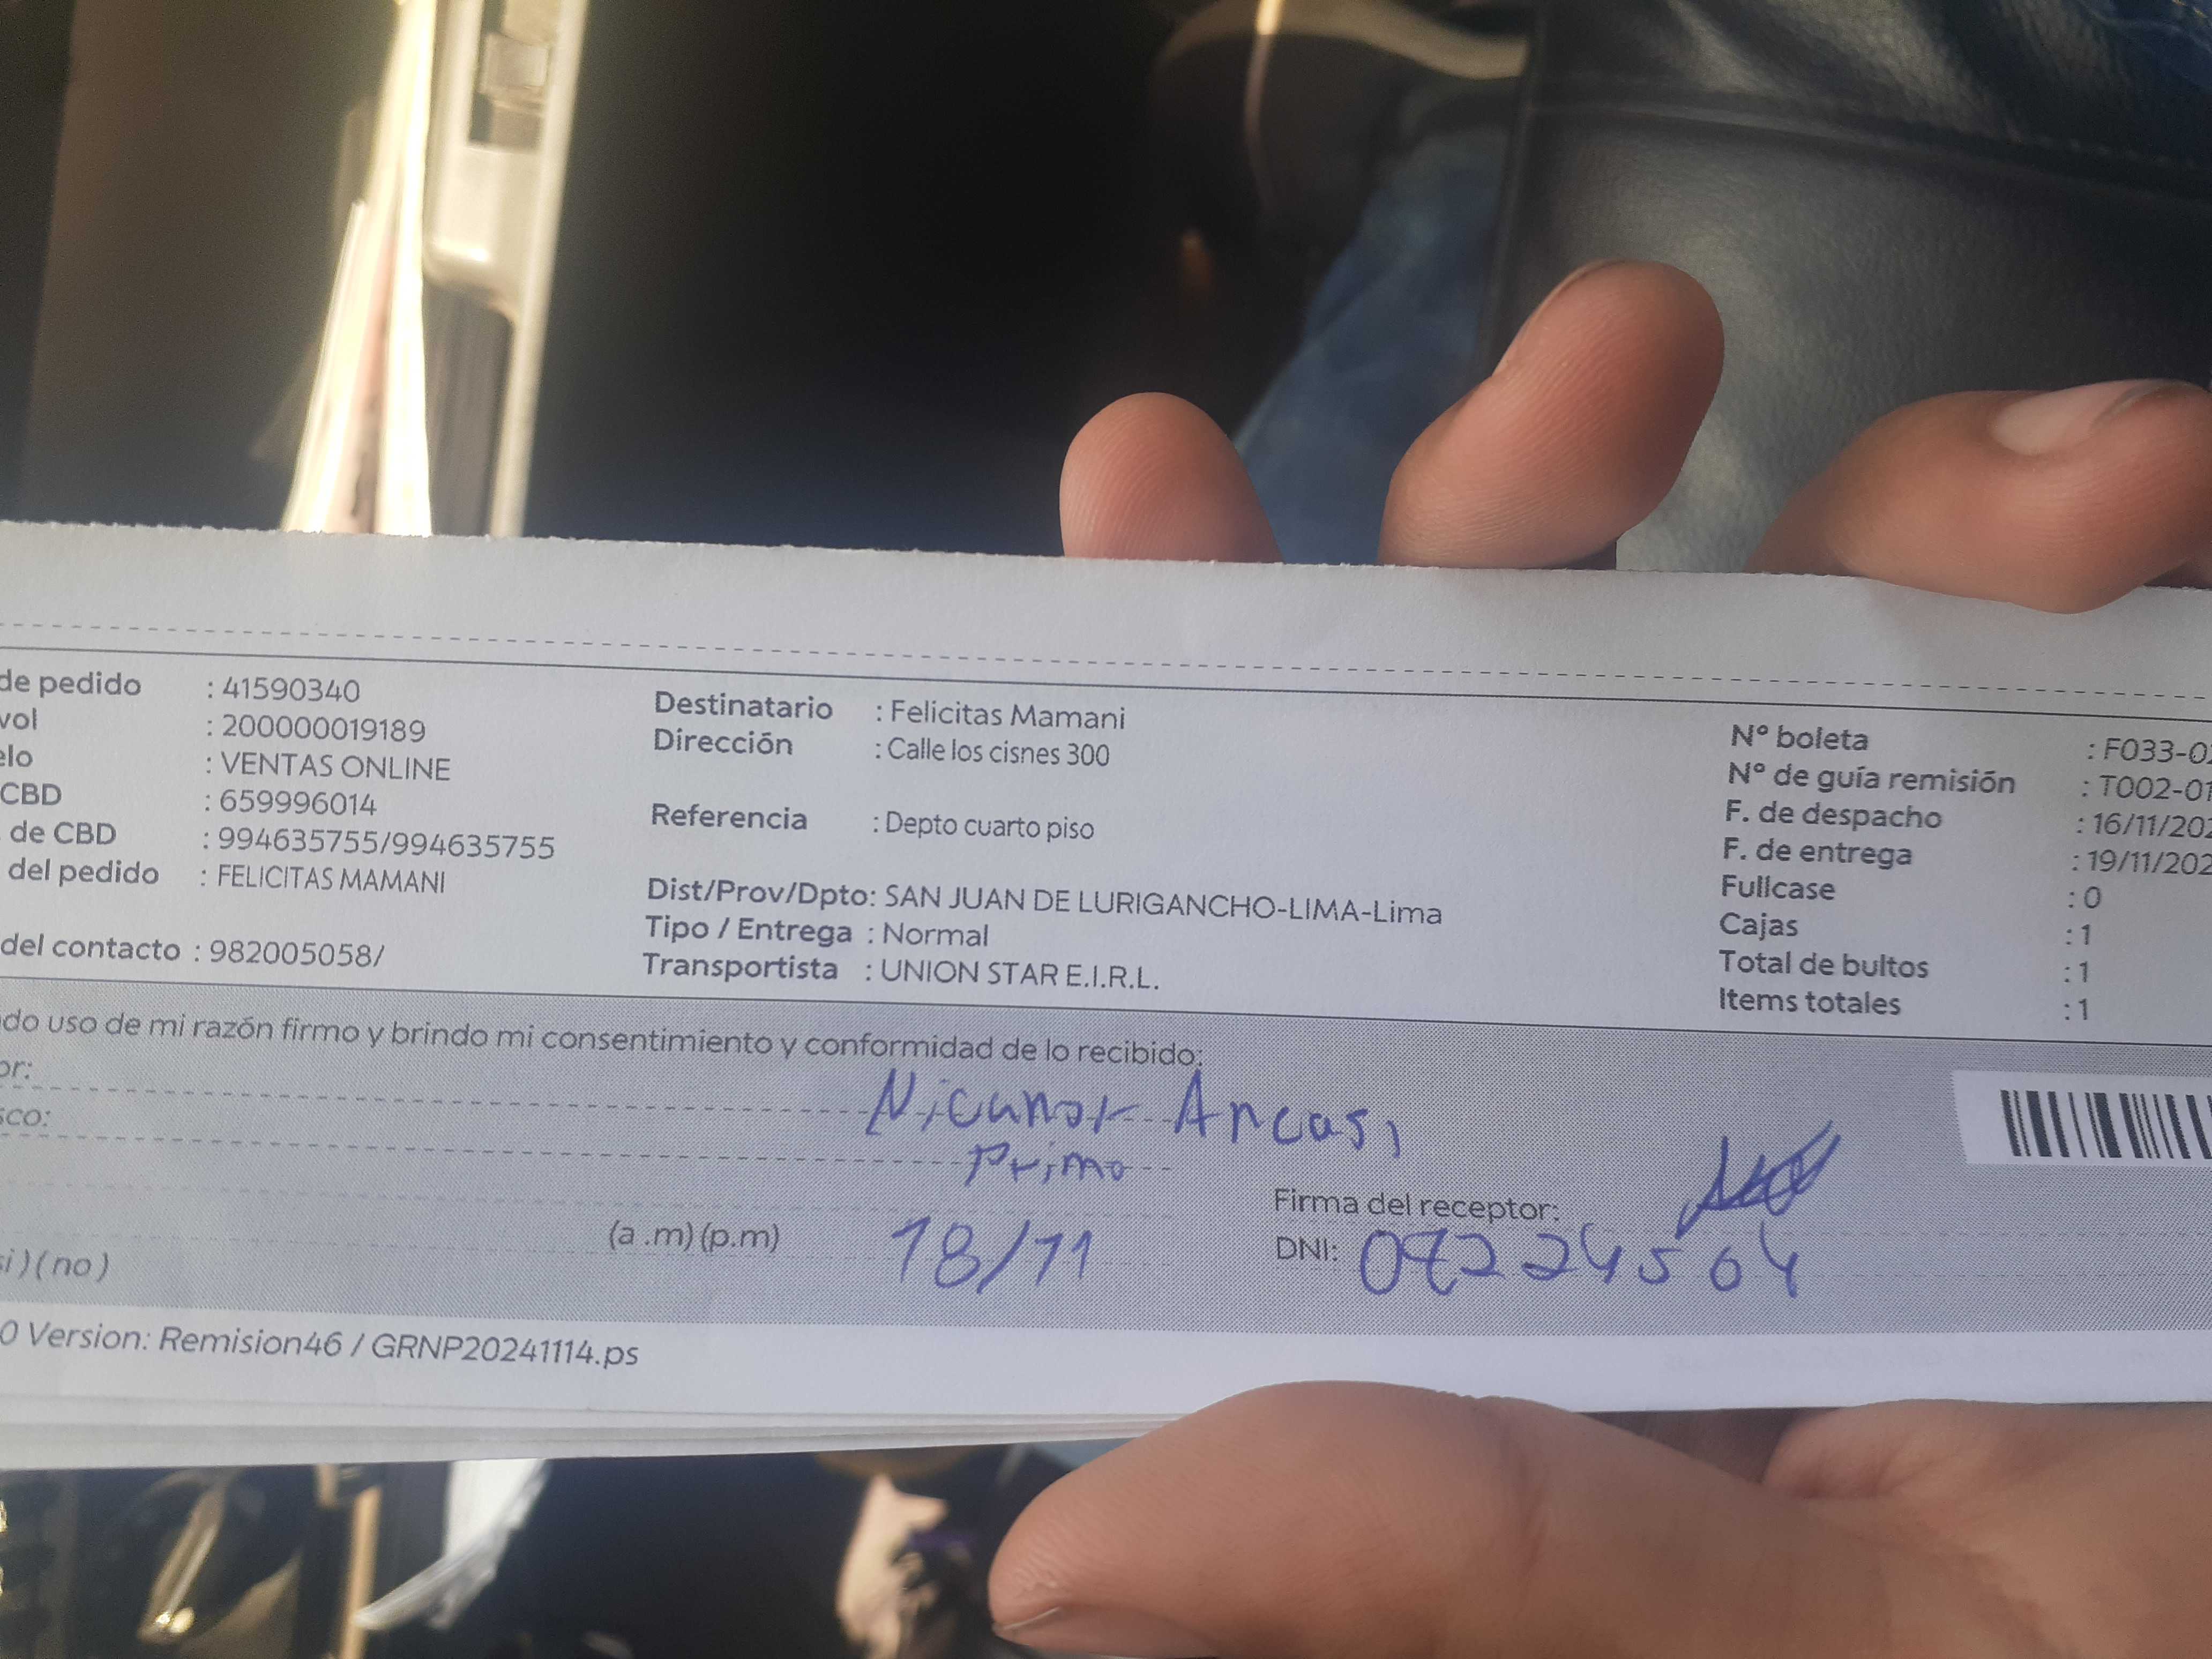 de pedido : 41590340
vol : 200000019189
elo : VENTAS ONLINE
CBD : 659996014
de CBD : 994635755/994635755
del pedido : FELICITAS MAMANI
del contacto : 982005058/
Destinatario : Felicitas Mamani
Dirección : Calle los cisnes 300
Referencia : Depto cuarto piso
Dist/Prov/Dpto: SAN JUAN DE LURIGANCHO-LIMA-Lima
Tipo / Entrega : Normal
Transportista : UNION STAR E.I.R.L.
Nº boleta : F033-0
Nº de guía remisión : T002-01
F. de despacho : 16/11/202
F. de entrega : 19/11/202
Fullcase : 0
Cajas : 1
Total de bultos : 1
Items totales : 1
do uso de mi razón firmo y brindo mi consentimiento y conformidad de lo recibido:
or: Nicanor Ancasi
sco: Primo
(a .m) (p.m) 18/11
Firma del receptor:
DNI: 07224504
si ) ( no )
0 Version: Remision46 / GRNP20241114.ps